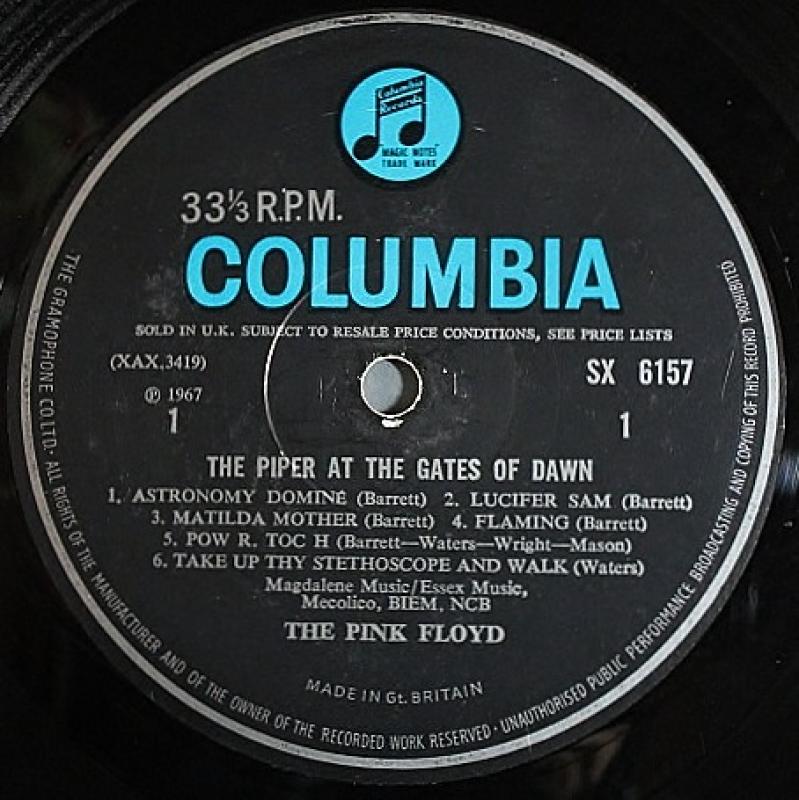 Columbia
Records
"MAGIC NOTES"
TRADE MARK
33⅓ R.P.M.
COLUMBIA
SOLD IN U.K. SUBJECT TO RESALE PRICE CONDITIONS, SEE PRICE LISTS
(XAX.3419)
SX 6157
℗ 1967
1
1
THE PIPER AT THE GATES OF DAWN
1. ASTRONOMY DOMINÉ (Barrett) 2. LUCIFER SAM (Barrett)
3. MATILDA MOTHER (Barrett) 4. FLAMING (Barrett)
5. POW R. TOC H (Barrett—Waters—Wright—Mason)
6. TAKE UP THY STETHOSCOPE AND WALK (Waters)
Magdalene Music/Essex Music,
Mecolico, BIEM, NCB
THE PINK FLOYD
MADE IN Gt. BRITAIN
THE GRAMOPHONE CO. LTD. · ALL RIGHTS OF THE MANUFACTURER AND OF THE OWNER OF THE RECORDED WORK RESERVED · UNAUTHORISED PUBLIC PERFORMANCE BROADCASTING AND COPYING OF THIS RECORD PROHIBITED